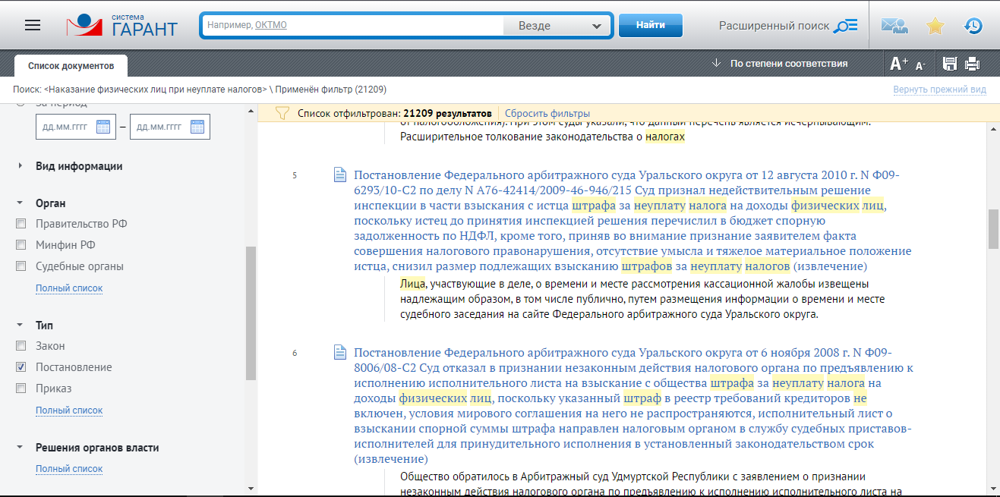 система
ГАРАНТ
Например, ОКТМО
Везде
Найти
Расширенный поиск
Список документов
По степени соответствия
A+ A-
Поиск: <Наказание физических лиц при неуплате налогов> \ Применён фильтр (21209)
Вернуть прежний вид
За период
дд.мм.гггг – дд.мм.гггг
Вид информации
Орган
Правительство РФ
Минфин РФ
Судебные органы
Полный список
Тип
Закон
Постановление
Приказ
Полный список
Решения органов власти
Полный список
Список отфильтрован: 21209 результатов
Сбросить фильтры
от налогообложения). При этом суды указали, что данный перечень является исчерпывающим.
Расширительное толкование законодательства о налогах
5
Постановление Федерального арбитражного суда Уральского округа от 12 августа 2010 г. N Ф09-
6293/10-С2 по делу N А76-42414/2009-46-946/215 Суд признал недействительным решение
инспекции в части взыскания с истца штрафа за неуплату налога на доходы физических лиц,
поскольку истец до принятия инспекцией решения перечислил в бюджет спорную
задолженность по НДФЛ, кроме того, приняв во внимание признание заявителем факта
совершения налогового правонарушения, отсутствие умысла и тяжелое материальное положение
истца, снизил размер подлежащих взысканию штрафов за неуплату налогов (извлечение)
Лица, участвующие в деле, о времени и месте рассмотрения кассационной жалобы извещены
надлежащим образом, в том числе публично, путем размещения информации о времени и месте
судебного заседания на сайте Федерального арбитражного суда Уральского округа.
6
Постановление Федерального арбитражного суда Уральского округа от 6 ноября 2008 г. N Ф09-
8006/08-С2 Суд отказал в признании незаконным действия налогового органа по предъявлению к
исполнению исполнительного листа на взыскание с общества штрафа за неуплату налога на
доходы физических лиц, поскольку указанный штраф в реестр требований кредиторов не
включен, условия мирового соглашения на него не распространяются, исполнительный лист о
взыскании спорной суммы штрафа направлен налоговым органом в службу судебных приставов-
исполнителей для принудительного исполнения в установленный законодательством срок
(извлечение)
Общество обратилось в Арбитражный суд Удмуртской Республики с заявлением о признании
незаконным действия налогового органа по предъявлению к исполнению исполнительного листа на